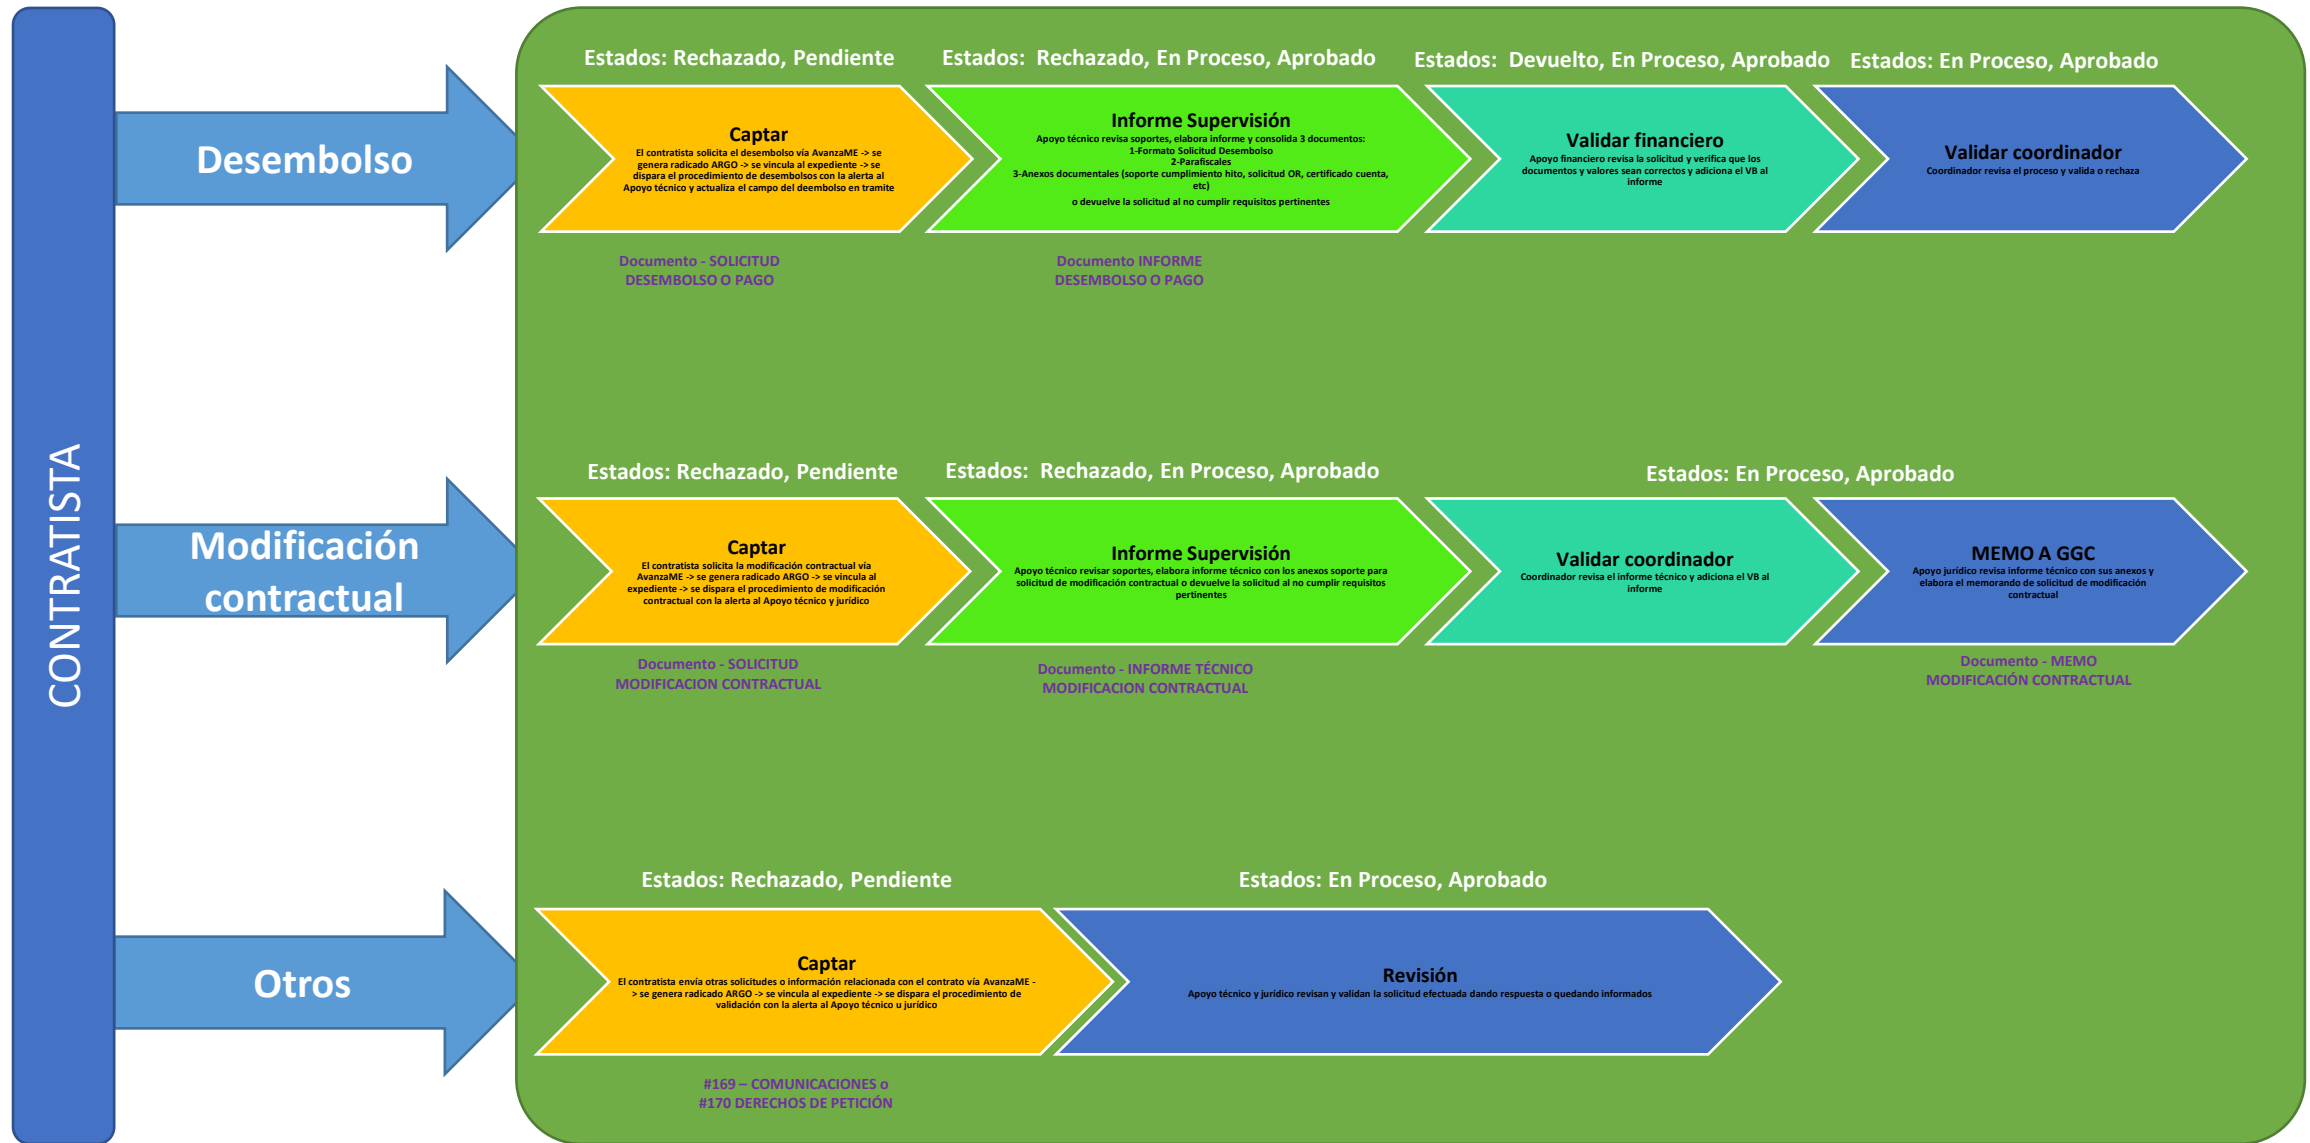 CONTRATISTA
Desembolso
Estados: Rechazado, Pendiente
Captar
El contratista solicita el desembolso vía AvanzaME -> se
genera radicado ARGO -> se vincula al expediente -> se
dispara el procedimiento de desembolsos con la alerta al
Apoyo técnico y actualiza el campo del deembolso en tramite
Documento - SOLICITUD
DESEMBOLSO O PAGO
Estados:  Rechazado, En Proceso, Aprobado
Informe Supervisión
Apoyo técnico revisa soportes, elabora informe y consolida 3 documentos:
1-Formato Solicitud Desembolso
2-Parafiscales
3-Anexos documentales (soporte cumplimiento hito, solicitud OR, certificado cuenta,
etc)
o devuelve la solicitud al no cumplir requisitos pertinentes
Documento INFORME
DESEMBOLSO O PAGO
Estados:  Devuelto, En Proceso, Aprobado
Validar financiero
Apoyo financiero revisa la solicitud y verifica que los
documentos y valores sean correctos y adiciona el VB al
informe
Estados: En Proceso, Aprobado
Validar coordinador
Coordinador revisa el proceso y valida o rechaza
Modificación
contractual
Estados: Rechazado, Pendiente
Captar
El contratista solicita la modificación contractual vía
AvanzaME -> se genera radicado ARGO -> se vincula al
expediente -> se dispara el procedimiento de modificación
contractual con la alerta al Apoyo técnico y jurídico
Documento - SOLICITUD
MODIFICACION CONTRACTUAL
Estados:  Rechazado, En Proceso, Aprobado
Informe Supervisión
Apoyo técnico revisar soportes, elabora informe técnico con los anexos soporte para
solicitud de modificación contractual o devuelve la solicitud al no cumplir requisitos
pertinentes
Documento - INFORME TÉCNICO
MODIFICACION CONTRACTUAL
Estados: En Proceso, Aprobado
Validar coordinador
Coordinador revisa el informe técnico y adiciona el VB al
informe
MEMO A GGC
Apoyo jurídico revisa informe técnico con sus anexos y
elabora el memorando de solicitud de modificación
contractual
Documento - MEMO
MODIFICACIÓN CONTRACTUAL
Otros
Estados: Rechazado, Pendiente
Captar
El contratista envía otras solicitudes o información relacionada con el contrato vía AvanzaME -
> se genera radicado ARGO -> se vincula al expediente -> se dispara el procedimiento de
validación con la alerta al Apoyo técnico u jurídico
#169 – COMUNICACIONES o
#170 DERECHOS DE PETICIÓN
Estados: En Proceso, Aprobado
Revisión
Apoyo técnico y jurídico revisan y validan la solicitud efectuada dando respuesta o quedando informados